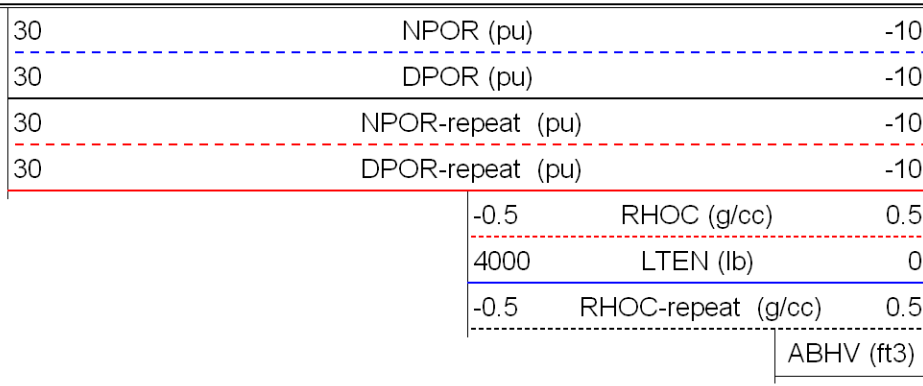 30 NPOR (pu) -10
30 DPOR (pu) -10
30 NPOR-repeat (pu) -10
30 DPOR-repeat (pu) -10
-0.5 RHOC (g/cc) 0.5
4000 LTEN (lb) 0
-0.5 RHOC-repeat (g/cc) 0.5
ABHV (ft3)